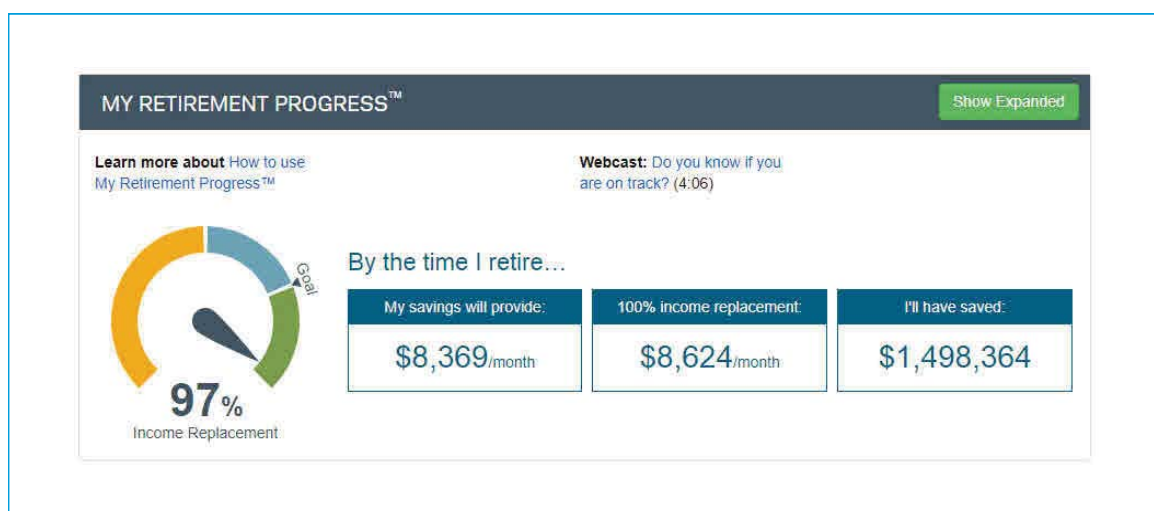 MY RETIREMENT PROGRESS™
Show Expanded
Learn more about How to use
My Retirement Progress™
Webcast: Do you know if you
are on track? (4:06)
Goal
97%
Income Replacement
By the time I retire…
My savings will provide:
$8,369/month
100% income replacement:
$8,624/month
I'll have saved:
$1,498,364